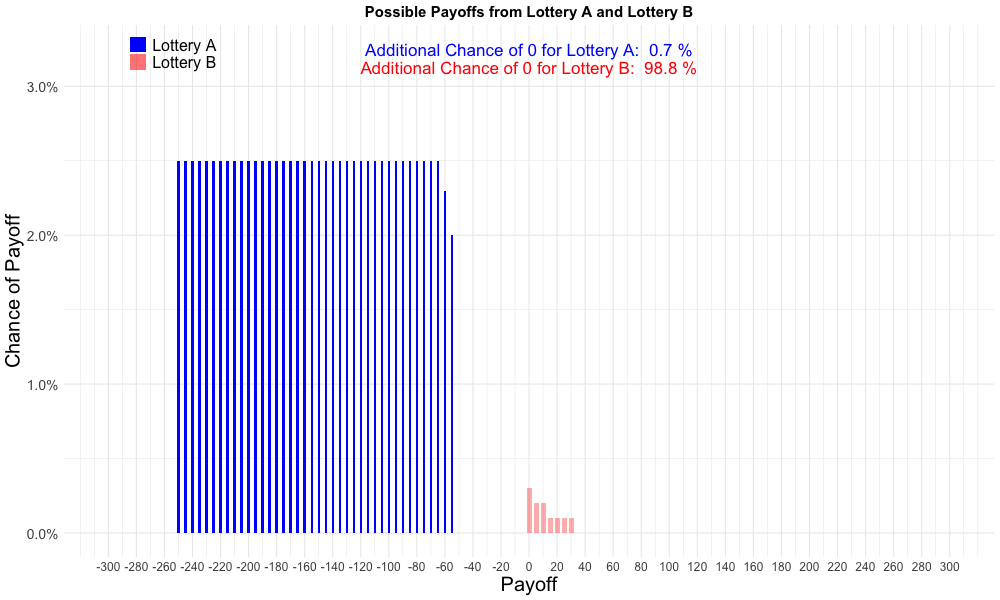 Possible Payoffs from Lottery A and Lottery B
Lottery A
Lottery B
Additional Chance of 0 for Lottery A:  0.7 %
Additional Chance of 0 for Lottery B:  98.8 %
3.0%
2.0%
1.0%
0.0%
Chance of Payoff
-300 -280 -260 -240 -220 -200 -180 -160 -140 -120 -100 -80 -60 -40 -20 0 20 40 60 80 100 120 140 160 180 200 220 240 260 280 300
Payoff